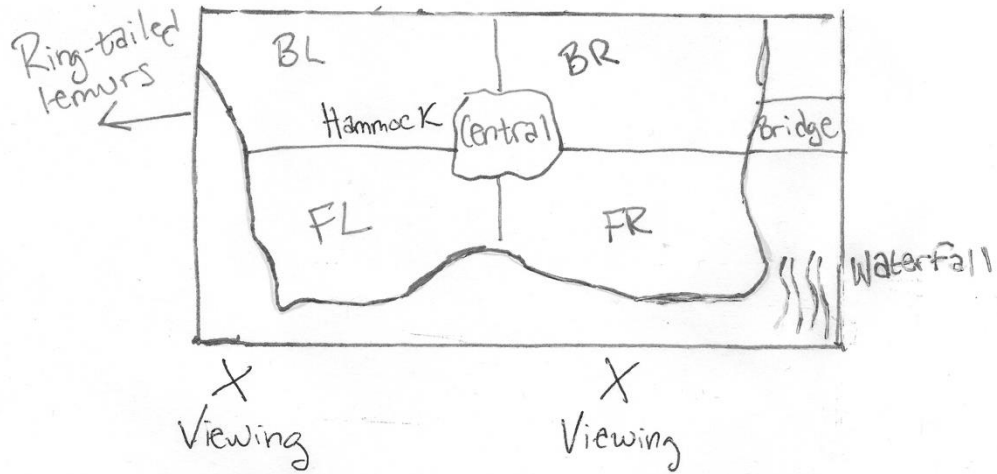 Ring-tailed
lemurs
BL
BR
Hammock
Central
Bridge
FL
FR
Waterfall
X
Viewing
X
Viewing